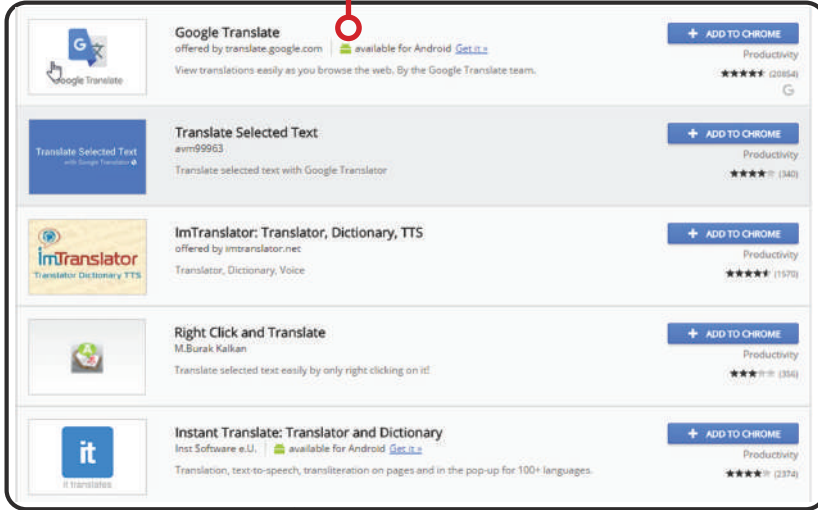 Google Translate
Google Translate
offered by translate.google.com available for Android Get it »
View translations easily as you browse the web. By the Google Translate team.
+ ADD TO CHROME
Productivity
(20854)
G
Translate Selected Text
with Google Translator
Translate Selected Text
avm99963
Translate selected text with Google Translator
+ ADD TO CHROME
Productivity
(340)
imTranslator
Translator Dictionary TTS
ImTranslator: Translator, Dictionary, TTS
offered by imtranslator.net
Translator, Dictionary, Voice
+ ADD TO CHROME
Productivity
(1570)
Right Click and Translate
M.Burak Kalkan
Translate selected text easily by only right clicking on it!
+ ADD TO CHROME
Productivity
(356)
it
it translates
Instant Translate: Translator and Dictionary
Inst Software e.U. available for Android Get it »
Translation, text-to-speech, transliteration on pages and in the pop-up for 100+ languages.
+ ADD TO CHROME
Productivity
(2374)